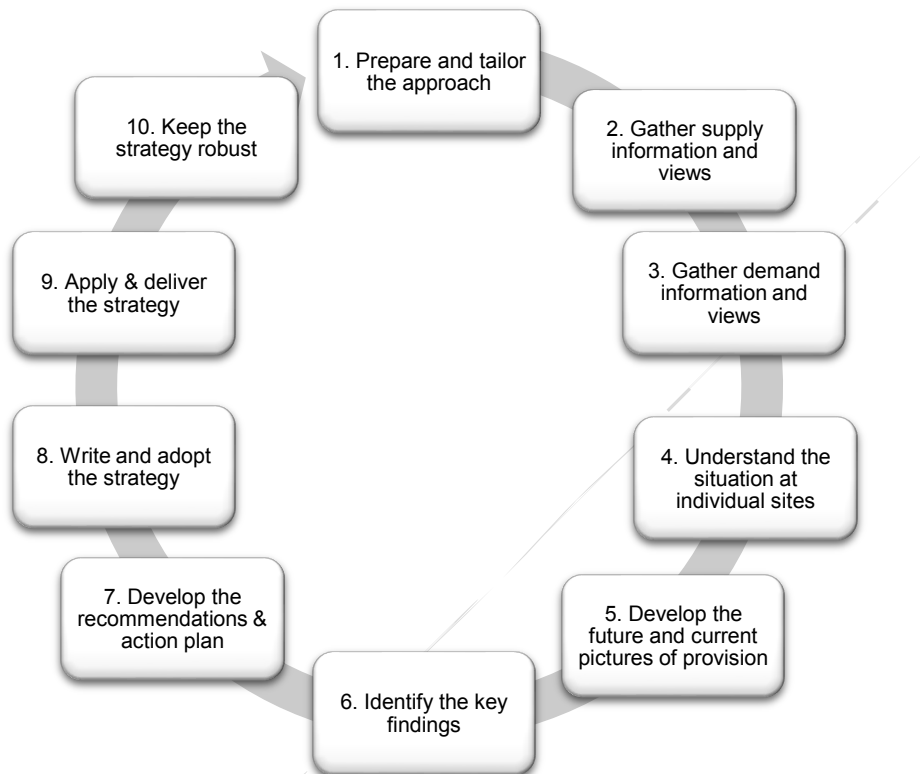 1. Prepare and tailor
the approach
2. Gather supply
information and
views
3. Gather demand
information and
views
4. Understand the
situation at
individual sites
5. Develop the
future and current
pictures of provision
6. Identify the key
findings
7. Develop the
recommendations &
action plan
8. Write and adopt
the strategy
9. Apply & deliver
the strategy
10. Keep the
strategy robust